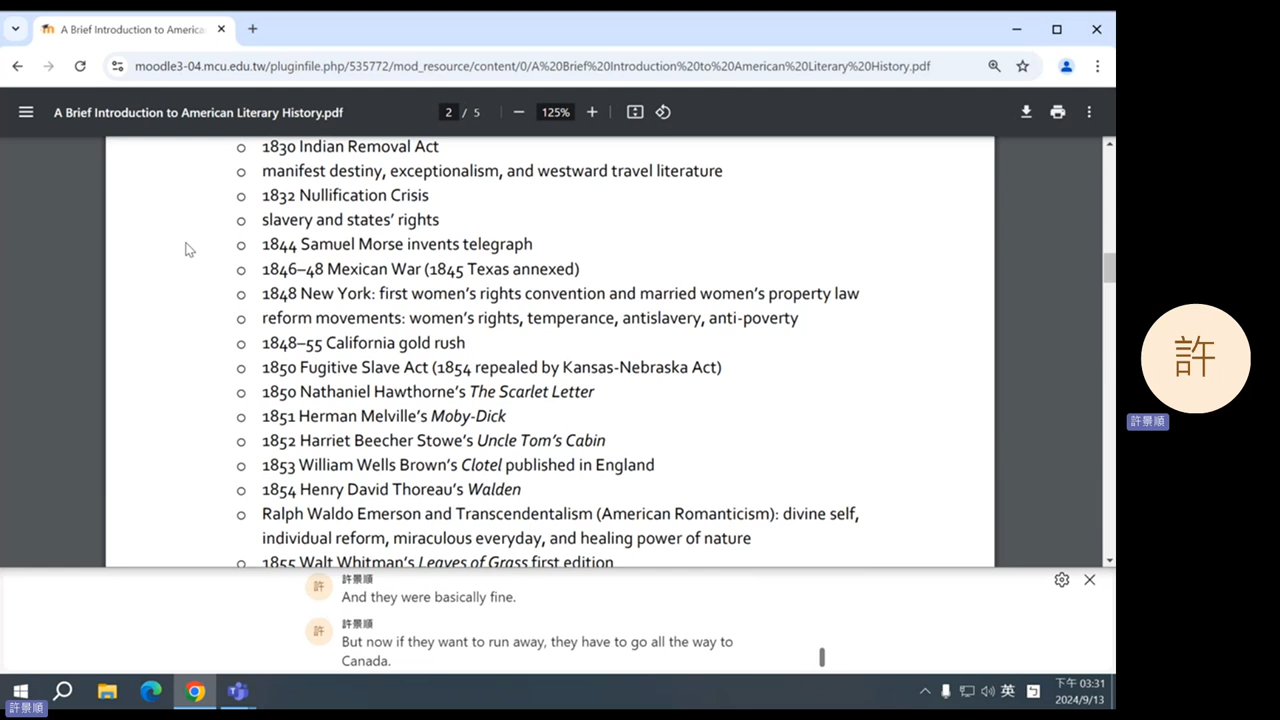 A Brief Introduction to America
moodle3-04.mcu.edu.tw/pluginfile.php/535772/mod_resource/content/0/A%20Brief%20Introduction%20to%20American%20Literary%20History.pdf
A Brief Introduction to American Literary History.pdf
2 / 5
125%
1830 Indian Removal Act
manifest destiny, exceptionalism, and westward travel literature
1832 Nullification Crisis
slavery and states’ rights
1844 Samuel Morse invents telegraph
1846–48 Mexican War (1845 Texas annexed)
1848 New York: first women’s rights convention and married women’s property law
reform movements: women’s rights, temperance, antislavery, anti-poverty
1848–55 California gold rush
1850 Fugitive Slave Act (1854 repealed by Kansas-Nebraska Act)
1850 Nathaniel Hawthorne’s The Scarlet Letter
1851 Herman Melville’s Moby-Dick
1852 Harriet Beecher Stowe’s Uncle Tom’s Cabin
1853 William Wells Brown’s Clotel published in England
1854 Henry David Thoreau’s Walden
Ralph Waldo Emerson and Transcendentalism (American Romanticism): divine self,
individual reform, miraculous everyday, and healing power of nature
1855 Walt Whitman’s Leaves of Grass first edition
許
許景順
許
許景順
And they were basically fine.
許
許景順
But now if they want to run away, they have to go all the way to
Canada.
英
下午 03:31
2024/9/13
許景順